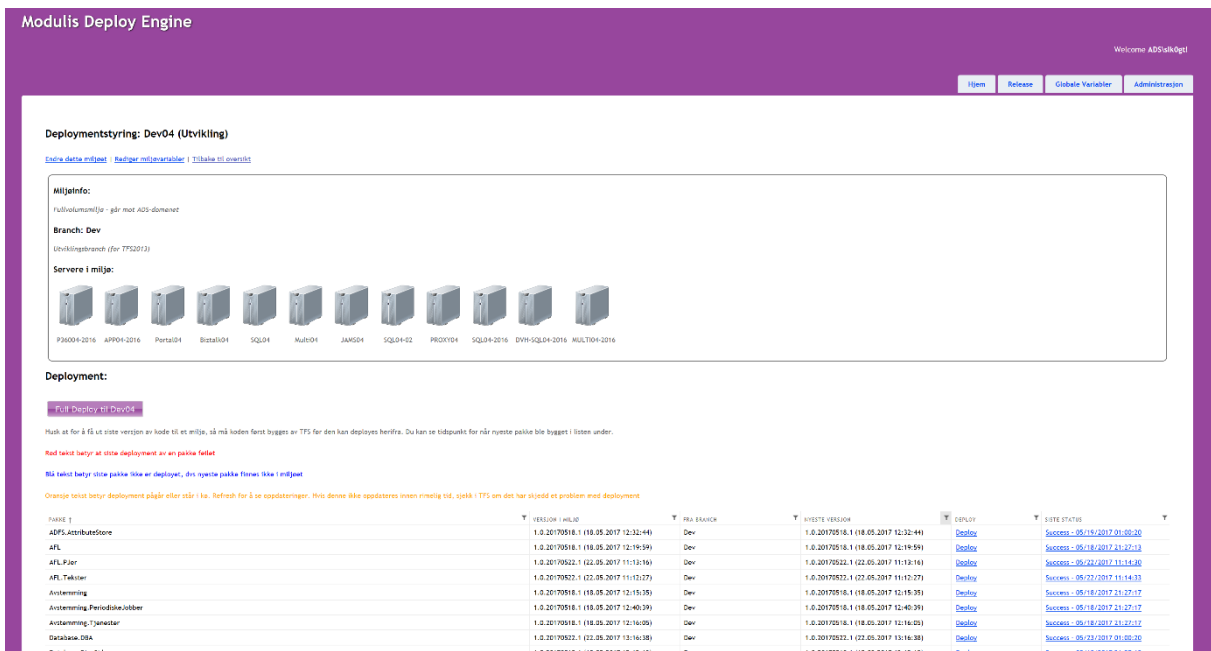 Modulis Deploy Engine
Welcome ADS\slk0gtl
Hjem Release Globale Variabler Administrasjon
Deploymentstyring: Dev04 (Utvikling)
Endre dette miljøet | Rediger miljøvariabler | Tilbake til oversikt
Miljøinfo:
Fullvolumsmiljø - går mot ADS-domenet
Branch: Dev
Utviklingsbranch (for TFS2013)
Servere i miljø:
P36004-2016 APP04-2016 Portal04 Biztalk04 SQL04 Multi04 JAMS04 SQL04-02 PROXY04 SQL04-2016 DVH-SQL04-2016 MULTI04-2016
Deployment:
Full Deploy til Dev04
Husk at for å få ut siste versjon av kode til et miljø, så må koden først bygges av TFS før den kan deployes herifra. Du kan se tidspunkt for når nyeste pakke ble bygget i listen under.
Rød tekst betyr at siste deployment av en pakke feilet
Blå tekst betyr siste pakke ikke er deployet, dvs nyeste pakke finnes ikke i miljøet
Oransje tekst betyr deployment pågår eller står i kø. Refresh for å se oppdateringer. Hvis denne ikke oppdateres innen rimelig tid, sjekk i TFS om det har skjedd et problem med deployment
PAKKE ↑ VERSJON I MILJØ FRA BRANCH NYESTE VERSJON DEPLOY SISTE STATUS
ADFS.AttributeStore 1.0.20170518.1 (18.05.2017 12:32:44) Dev 1.0.20170518.1 (18.05.2017 12:32:44) Deploy Success - 05/19/2017 01:00:20
AFL 1.0.20170518.1 (18.05.2017 12:19:59) Dev 1.0.20170518.1 (18.05.2017 12:19:59) Deploy Success - 05/18/2017 21:27:13
AFL.PJer 1.0.20170522.1 (22.05.2017 11:13:16) Dev 1.0.20170522.1 (22.05.2017 11:13:16) Deploy Success - 05/22/2017 11:14:30
AFL.Tekster 1.0.20170522.1 (22.05.2017 11:12:27) Dev 1.0.20170522.1 (22.05.2017 11:12:27) Deploy Success - 05/22/2017 11:14:33
Avstemming 1.0.20170518.1 (18.05.2017 12:15:35) Dev 1.0.20170518.1 (18.05.2017 12:15:35) Deploy Success - 05/18/2017 21:27:17
Avstemming.PeriodiskeJobber 1.0.20170518.1 (18.05.2017 12:40:39) Dev 1.0.20170518.1 (18.05.2017 12:40:39) Deploy Success - 05/18/2017 21:27:17
Avstemming.Tjenester 1.0.20170518.1 (18.05.2017 12:16:05) Dev 1.0.20170518.1 (18.05.2017 12:16:05) Deploy Success - 05/18/2017 21:27:17
Database.DBA 1.0.20170522.1 (22.05.2017 13:16:38) Dev 1.0.20170522.1 (22.05.2017 13:16:38) Deploy Success - 05/23/2017 01:00:20